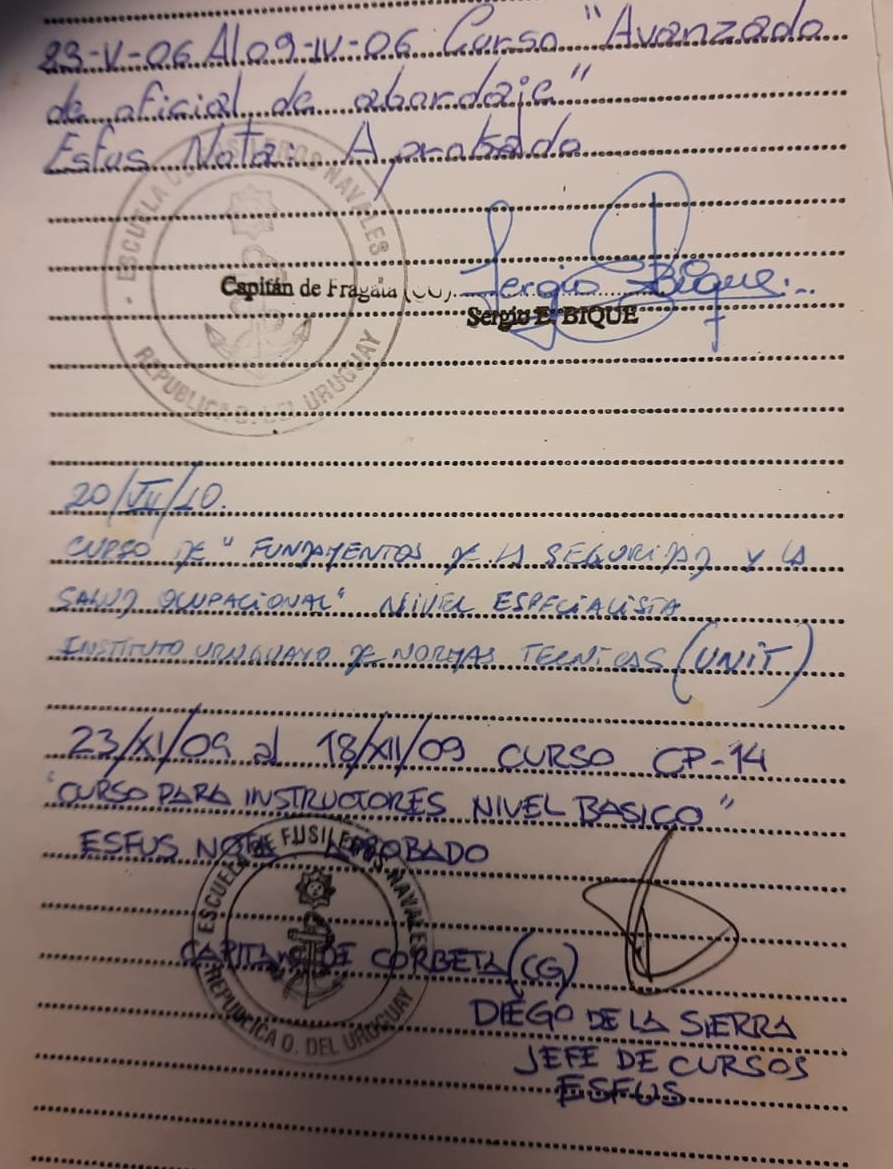 23-V-06 Al 09-IV-06 Curso "Avanzado
de oficial de abordaje"
Esfus Nota: Aprobado
ESCUELA DE FUSILEROS NAVALES
REPUBLICA O. DEL URUGUAY
Capitán de Fragata (CG)
Sergio Bique
Sergio E. BIQUE
20/VII/10.
CURSO DE "FUNDAMENTOS DE LA SEGURIDAD Y LA
SALUD OCUPACIONAL" NIVEL ESPECIALISTA
INSTITUTO URUGUAYO DE NORMAS TECNICAS (UNIT)
23/XI/09 al 18/XII/09 CURSO CP-14
"CURSO PARA INSTRUCTORES NIVEL BASICO"
ESFUS NOTA APROBADO
ESCUELA DE FUSILEROS NAVALES
REPUBLICA O. DEL URUGUAY
CAPITAN DE CORBETA (CG)
DIEGO DE LA SIERRA
JEFE DE CURSOS
ESFUS